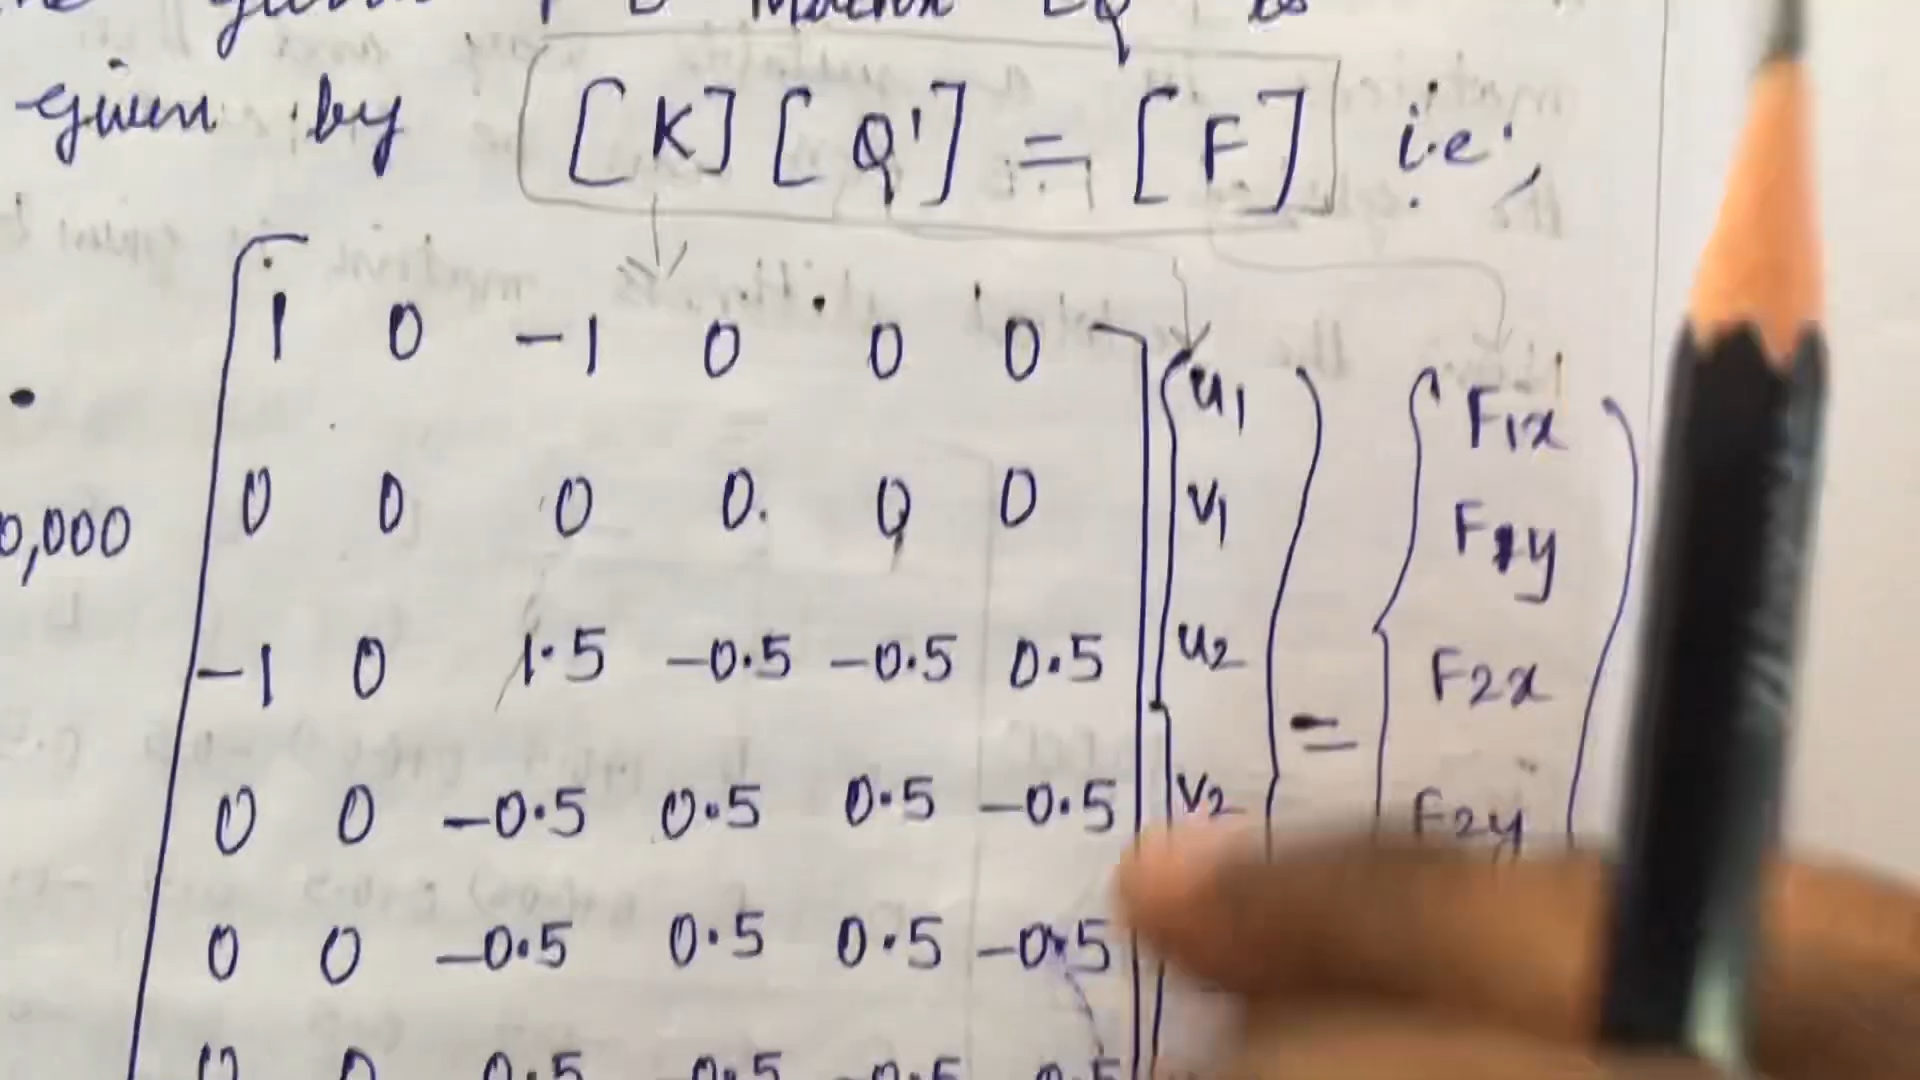 given by [K] [Q'] = [F] i.e.,
1 0 -1 0 0 0 u1 F1x
0,000 0 0 0 0. 0 0 v1 F1y
-1 0 1.5 -0.5 -0.5 0.5 u2 = F2x
0 0 -0.5 0.5 0.5 -0.5 v2 F2y
0 0 -0.5 0.5 0.5 -0.5